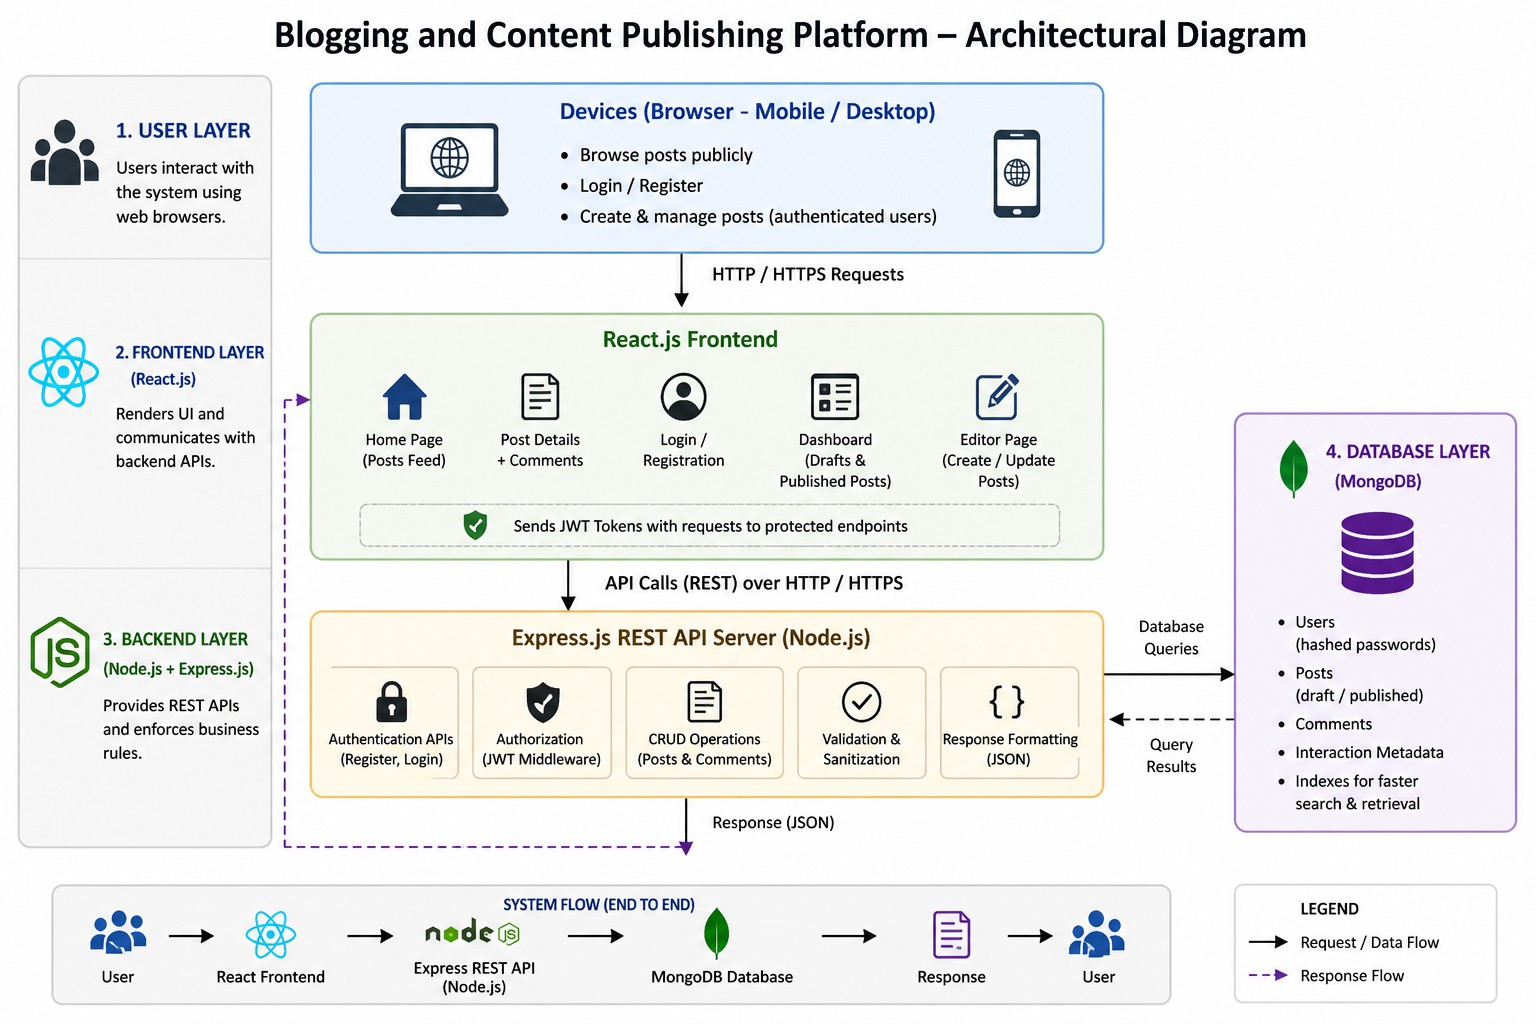 Blogging and Content Publishing Platform – Architectural Diagram
1. USER LAYER
Users interact with
the system using
web browsers.
2. FRONTEND LAYER
(React.js)
Renders UI and
communicates with
backend APIs.
JS
3. BACKEND LAYER
(Node.js + Express.js)
Provides REST APIs
and enforces business
rules.
Devices (Browser - Mobile / Desktop)
• Browse posts publicly
• Login / Register
• Create & manage posts (authenticated users)
HTTP / HTTPS Requests
React.js Frontend
Home Page
(Posts Feed)
Post Details
+ Comments
Login /
Registration
Dashboard
(Drafts &
Published Posts)
Editor Page
(Create / Update
Posts)
Sends JWT Tokens with requests to protected endpoints
API Calls (REST) over HTTP / HTTPS
Express.js REST API Server (Node.js)
Authentication APIs
(Register, Login)
Authorization
(JWT Middleware)
CRUD Operations
(Posts & Comments)
Validation &
Sanitization
{ }
Response Formatting
(JSON)
Response (JSON)
Database
Queries
Query
Results
4. DATABASE LAYER
(MongoDB)
• Users
(hashed passwords)
• Posts
(draft / published)
• Comments
• Interaction Metadata
• Indexes for faster
search & retrieval
SYSTEM FLOW (END TO END)
User
React Frontend
node JS
Express REST API
(Node.js)
MongoDB Database
Response
User
LEGEND
Request / Data Flow
Response Flow